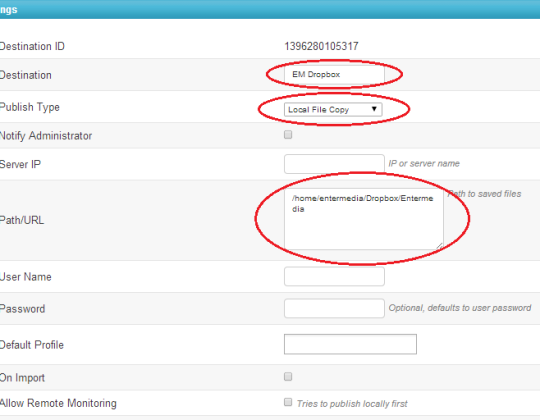 ngs
Destination ID 1396280105317
Destination EM Dropbox
Publish Type Local File Copy
Notify Administrator
Server IP IP or server name
Path/URL /home/entermedia/Dropbox/Enterme
dia
Path to saved files
User Name
Password Optional, defaults to user password
Default Profile
On Import
Allow Remote Monitoring Tries to publish locally first